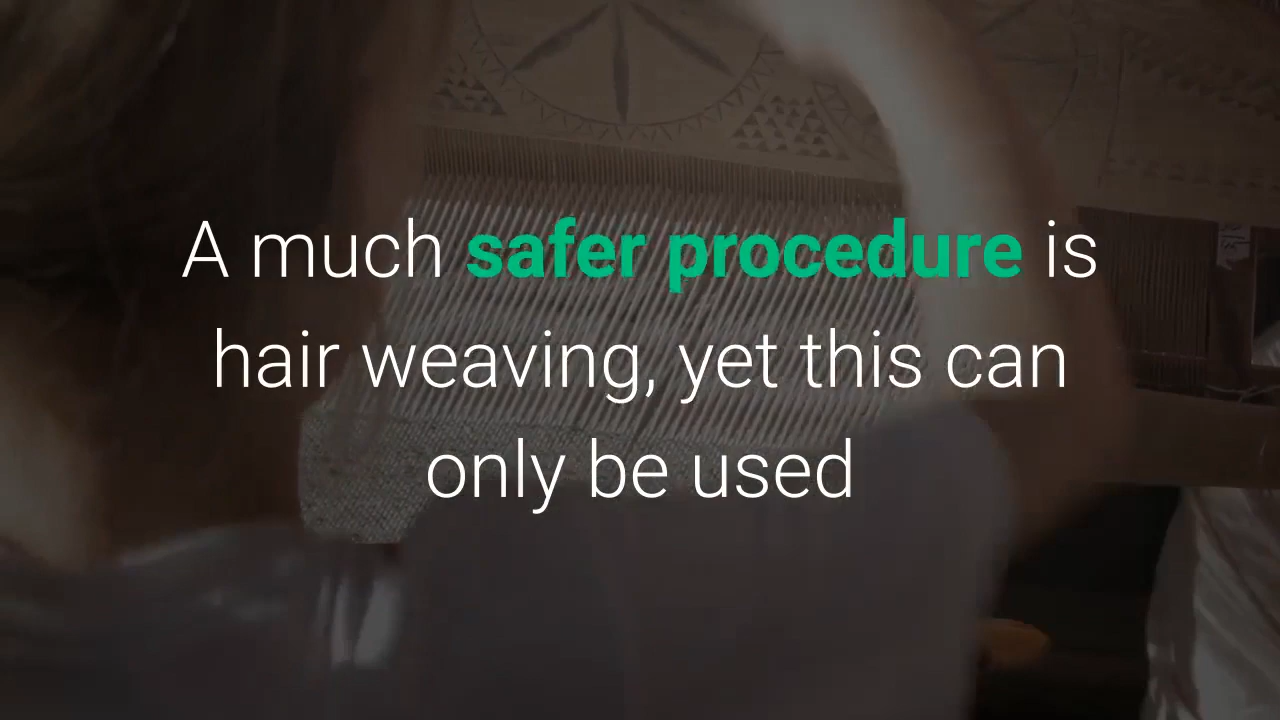 A much safer procedure is
hair weaving, yet this can
only be used